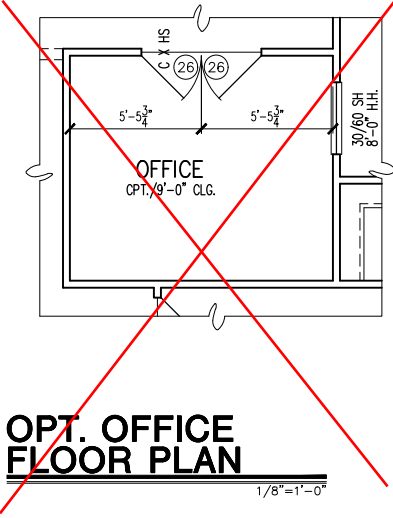 C X HS
26 26
5'-5¾" 5'-5¾"
30/60 SH
8'-0" H.H.
OFFICE
CPT./9'-0" CLG.
OPT. OFFICE
FLOOR PLAN
1/8"=1'-0"